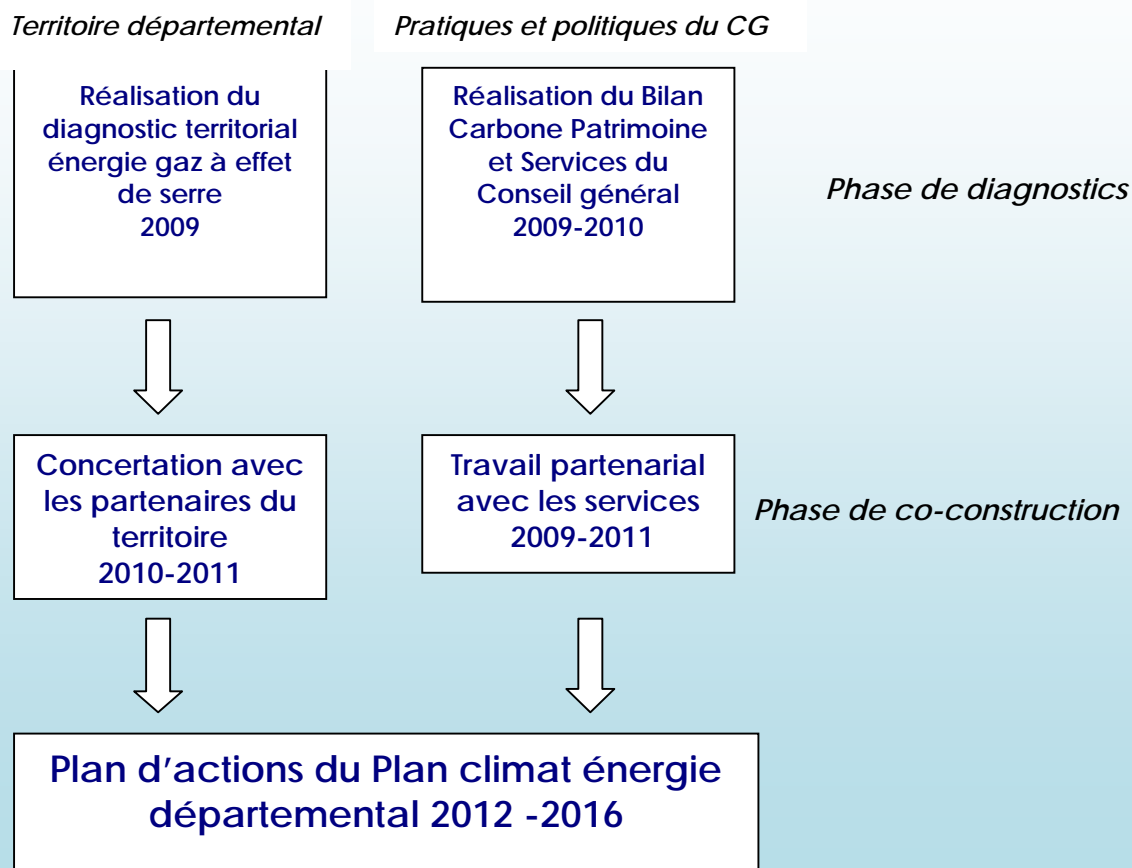 Territoire départemental
Pratiques et politiques du CG
Réalisation du
diagnostic territorial
énergie gaz à effet
de serre
2009
Réalisation du Bilan
Carbone Patrimoine
et Services du
Conseil général
2009-2010
Phase de diagnostics
Concertation avec
les partenaires du
territoire
2010-2011
Travail partenarial
avec les services
2009-2011
Phase de co-construction
Plan d’actions du Plan climat énergie
départemental 2012 -2016